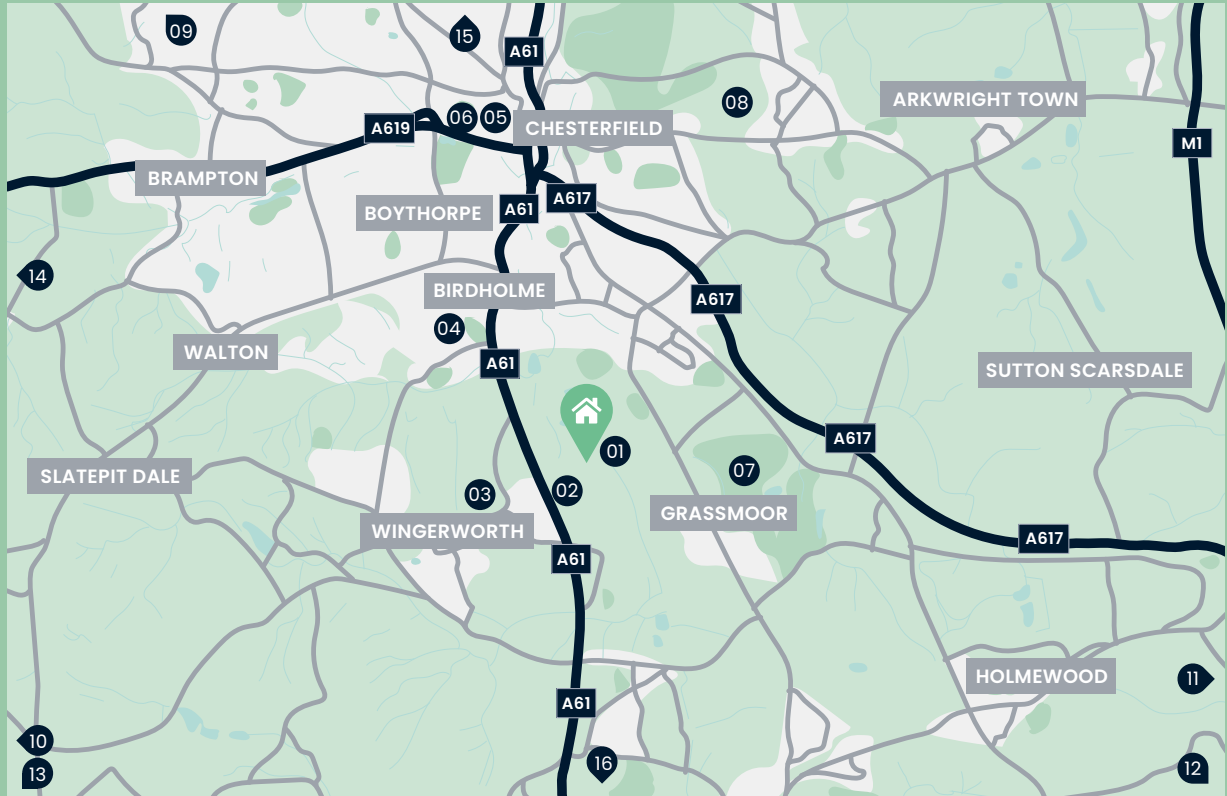 09
15
A61
ARKWRIGHT TOWN
08
06
05
A619
CHESTERFIELD
M1
BRAMPTON
A617
BOYTHORPE
A61
14
BIRDHOLME
A617
04
WALTON
A61
SUTTON SCARSDALE
A617
01
07
SLATEPIT DALE
02
03
GRASSMOOR
WINGERWORTH
A617
A61
HOLMEWOOD
11
A61
10
16
12
13